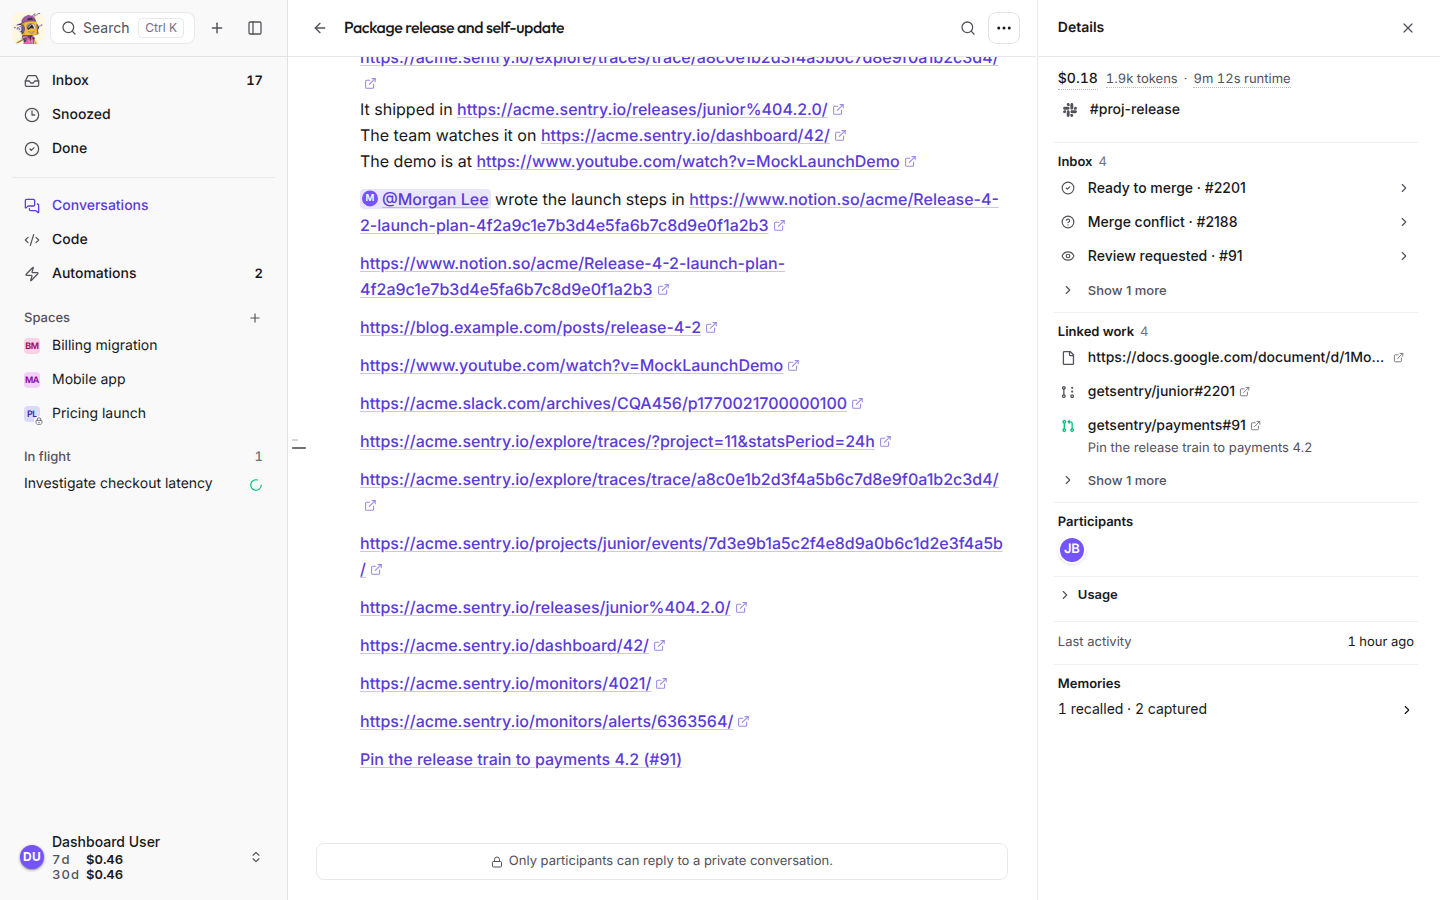 Search Ctrl K
Inbox 17
Snoozed
Done
Conversations
Code
Automations 2
Spaces
BM Billing migration
MA Mobile app
PL Pricing launch
In flight 1
Investigate checkout latency
DU Dashboard User
7d $0.46
30d $0.46
Package release and self-update
https://acme.sentry.io/explore/traces/trace/a8c0e1b2d3f4a5b6c7d8e9f0a1b2c3d4/
It shipped in https://acme.sentry.io/releases/junior%404.2.0/
The team watches it on https://acme.sentry.io/dashboard/42/
The demo is at https://www.youtube.com/watch?v=MockLaunchDemo
M @Morgan Lee wrote the launch steps in https://www.notion.so/acme/Release-4-
2-launch-plan-4f2a9c1e7b3d4e5fa6b7c8d9e0f1a2b3
https://www.notion.so/acme/Release-4-2-launch-plan-
4f2a9c1e7b3d4e5fa6b7c8d9e0f1a2b3
https://blog.example.com/posts/release-4-2
https://www.youtube.com/watch?v=MockLaunchDemo
https://acme.slack.com/archives/CQA456/p1770021700000100
https://acme.sentry.io/explore/traces/?project=11&statsPeriod=24h
https://acme.sentry.io/explore/traces/trace/a8c0e1b2d3f4a5b6c7d8e9f0a1b2c3d4/
https://acme.sentry.io/projects/junior/events/7d3e9b1a5c2f4e8d9a0b6c1d2e3f4a5b
/
https://acme.sentry.io/releases/junior%404.2.0/
https://acme.sentry.io/dashboard/42/
https://acme.sentry.io/monitors/4021/
https://acme.sentry.io/monitors/alerts/6363564/
Pin the release train to payments 4.2 (#91)
Only participants can reply to a private conversation.
Details
$0.18 1.9k tokens · 9m 12s runtime
#proj-release
Inbox 4
Ready to merge · #2201
Merge conflict · #2188
Review requested · #91
Show 1 more
Linked work 4
https://docs.google.com/document/d/1Mo...
getsentry/junior#2201
getsentry/payments#91
Pin the release train to payments 4.2
Show 1 more
Participants
JB
Usage
Last activity 1 hour ago
Memories
1 recalled · 2 captured